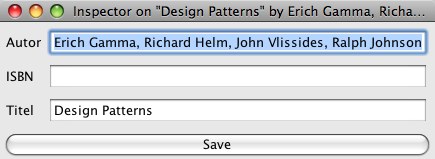 Inspector on "Design Patterns" by Erich Gamma, Richa...
Autor Erich Gamma, Richard Helm, John Vlissides, Ralph Johnson
ISBN
Titel Design Patterns
Save